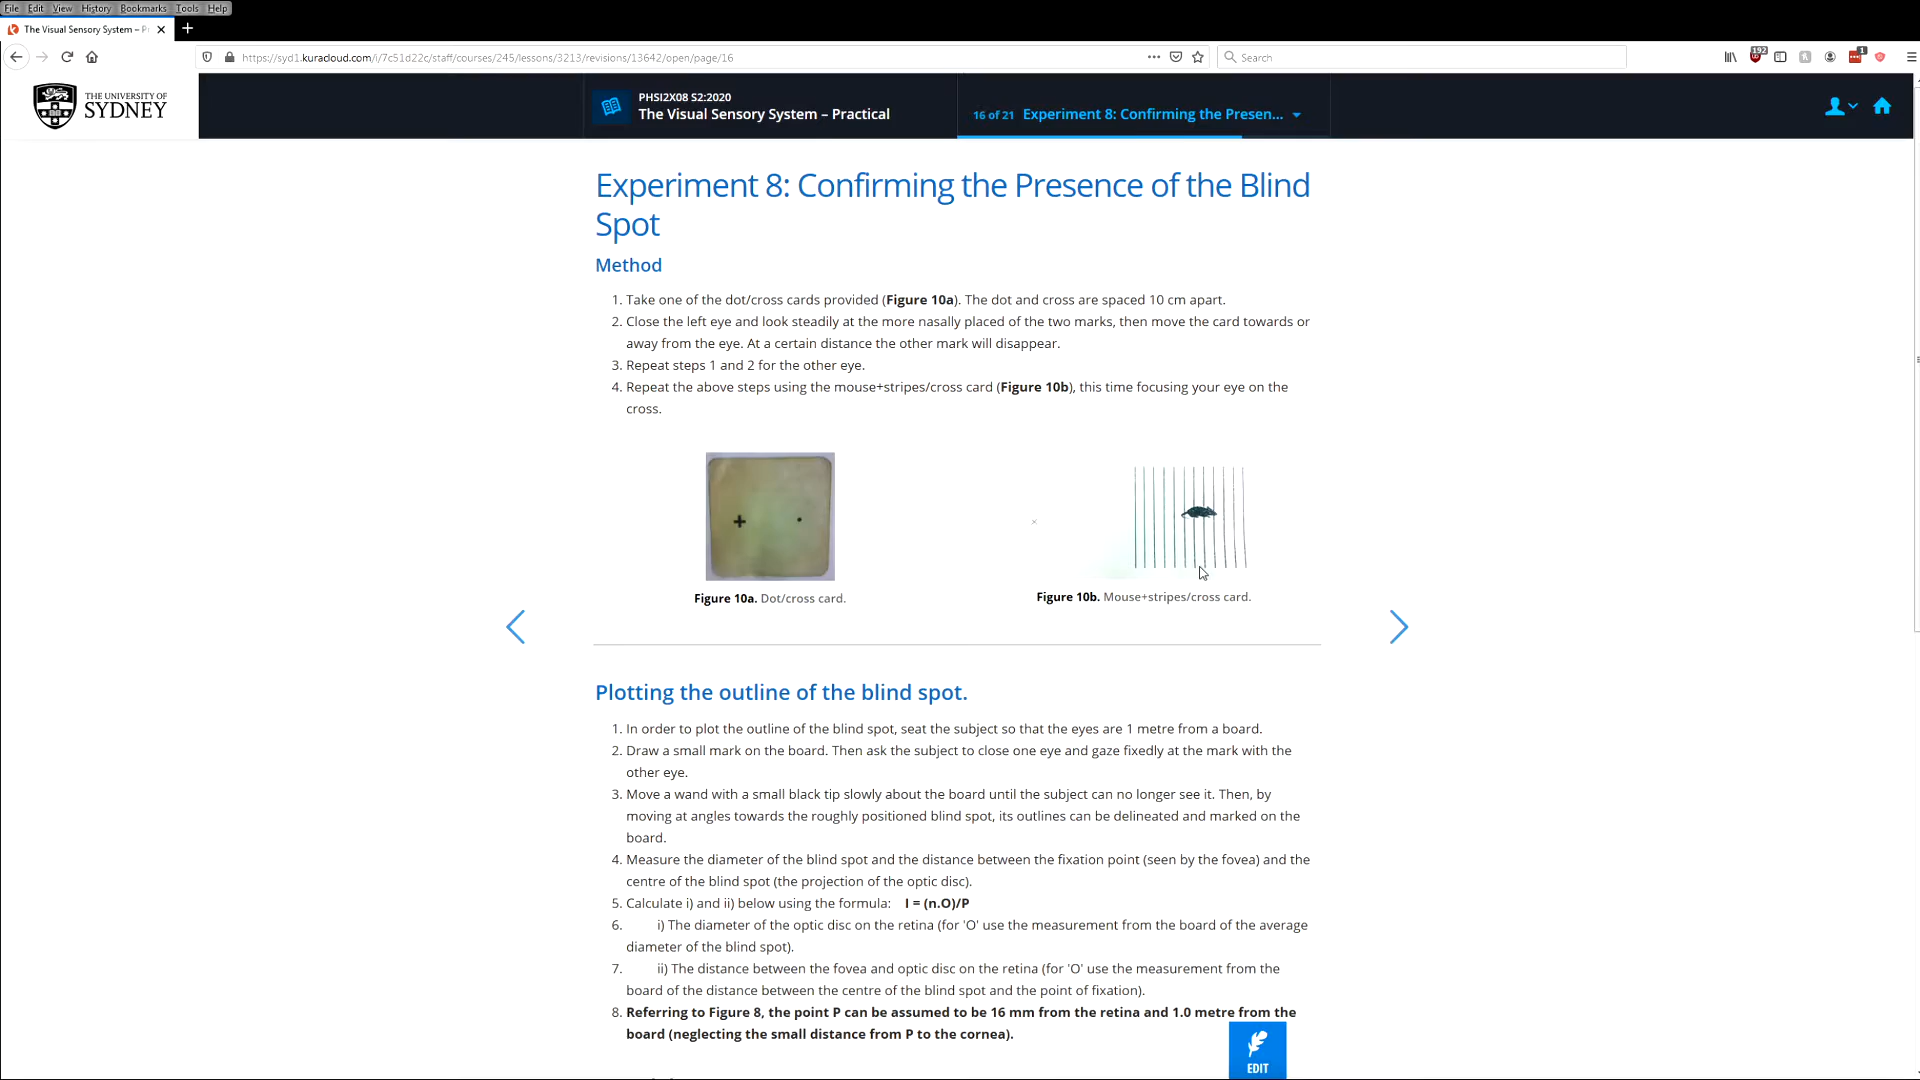 File Edit View History Bookmarks Tools Help
The Visual Sensory System – P
https://syd1.kuracloud.com/i/7c51d22c/staff/courses/245/lessons/3213/revisions/13642/open/page/16
Search
192
1
THE UNIVERSITY OF
SYDNEY
PHSI2X08 S2:2020
The Visual Sensory System – Practical
16 of 21 Experiment 8: Confirming the Presen...
Experiment 8: Confirming the Presence of the Blind
Spot
Method
1. Take one of the dot/cross cards provided (Figure 10a). The dot and cross are spaced 10 cm apart.
2. Close the left eye and look steadily at the more nasally placed of the two marks, then move the card towards or
away from the eye. At a certain distance the other mark will disappear.
3. Repeat steps 1 and 2 for the other eye.
4. Repeat the above steps using the mouse+stripes/cross card (Figure 10b), this time focusing your eye on the
cross.
Figure 10a. Dot/cross card.
Figure 10b. Mouse+stripes/cross card.
Plotting the outline of the blind spot.
1. In order to plot the outline of the blind spot, seat the subject so that the eyes are 1 metre from a board.
2. Draw a small mark on the board. Then ask the subject to close one eye and gaze fixedly at the mark with the
other eye.
3. Move a wand with a small black tip slowly about the board until the subject can no longer see it. Then, by
moving at angles towards the roughly positioned blind spot, its outlines can be delineated and marked on the
board.
4. Measure the diameter of the blind spot and the distance between the fixation point (seen by the fovea) and the
centre of the blind spot (the projection of the optic disc).
5. Calculate i) and ii) below using the formula: I = (n.O)/P
6. i) The diameter of the optic disc on the retina (for 'O' use the measurement from the board of the average
diameter of the blind spot).
7. ii) The distance between the fovea and optic disc on the retina (for 'O' use the measurement from the
board of the distance between the centre of the blind spot and the point of fixation).
8. Referring to Figure 8, the point P can be assumed to be 16 mm from the retina and 1.0 metre from the
board (neglecting the small distance from P to the cornea).
EDIT